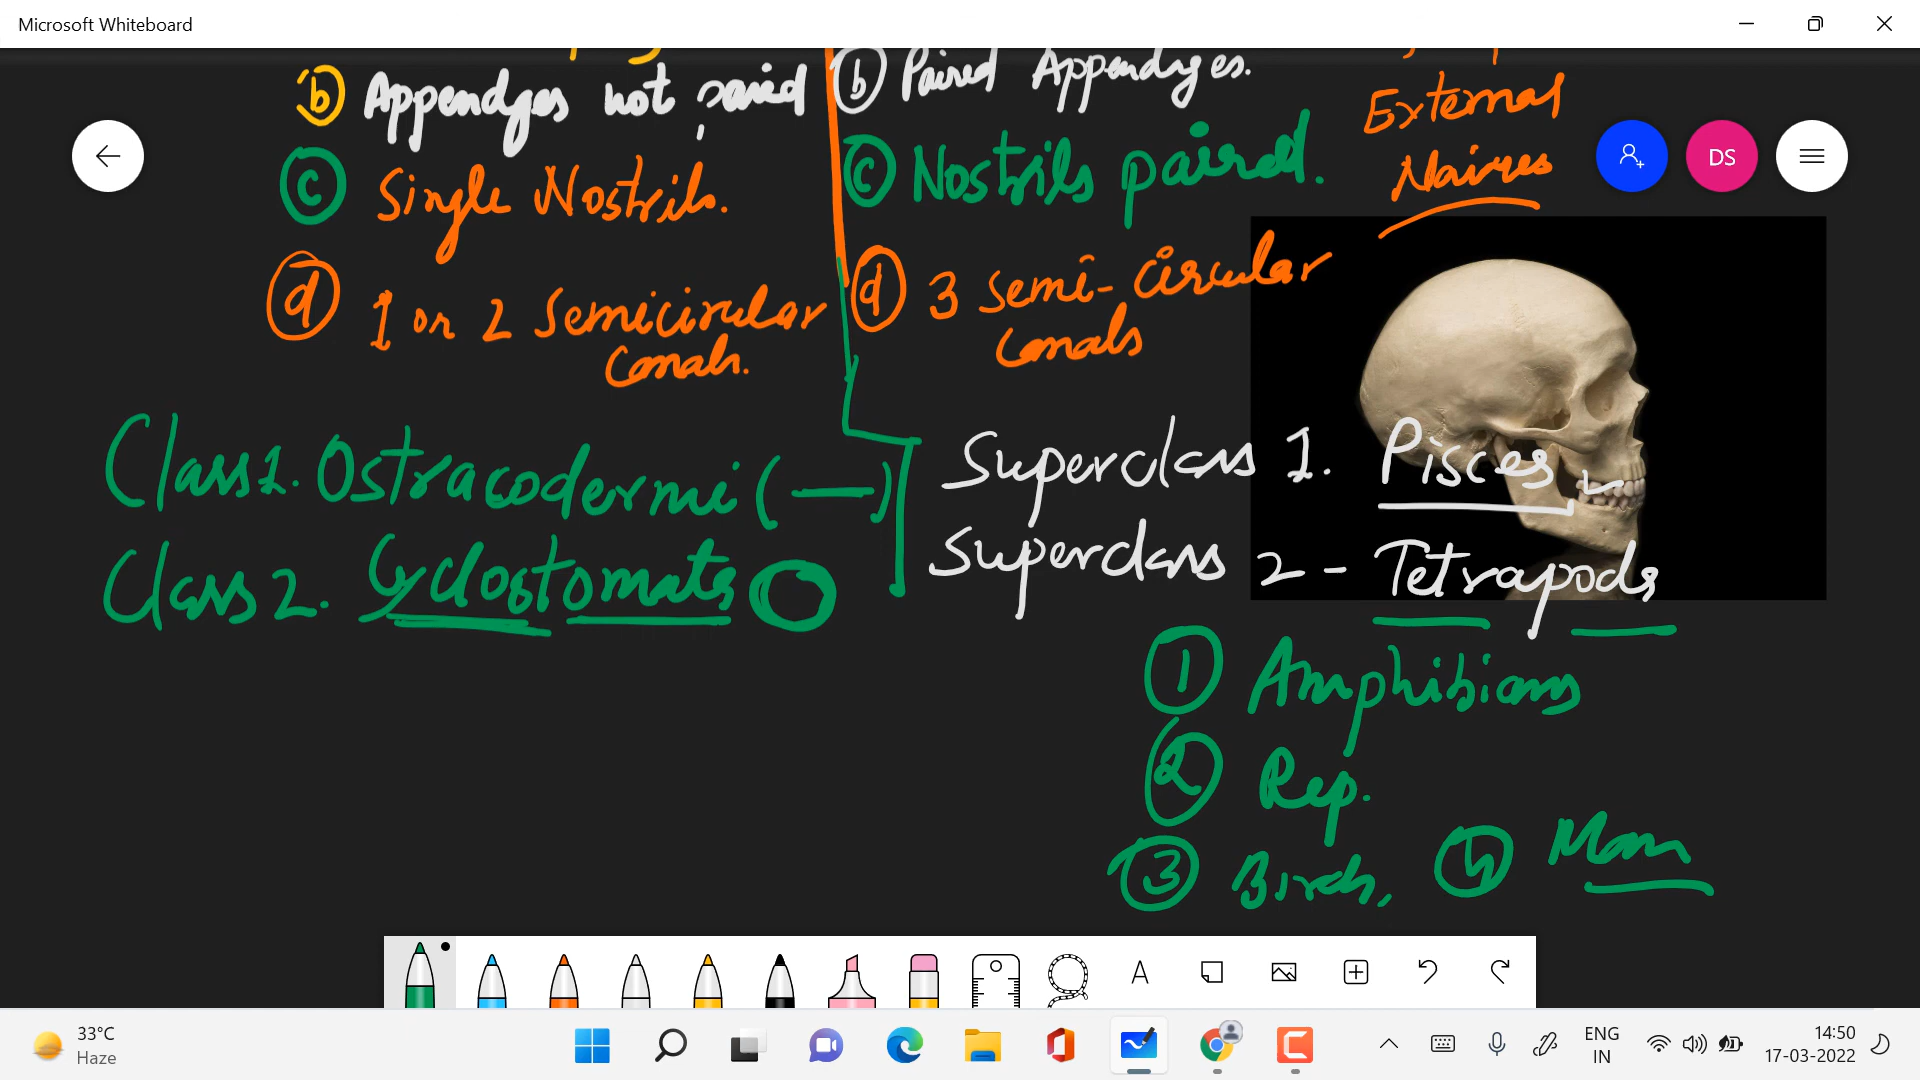 Microsoft Whiteboard
(b) Appendges not paired
(b) Paired Appendages.
External
Naires
(c) Single Nostrils.
(c) Nostrils paired.
DS
(d) 1 or 2 Semicirular
Canals.
(d) 3 Semi-Circular
Canals
Class 1. Ostracodermi (—)
Class 2. Cyclostomata
Superclass 1. Pisces
Superclass 2 - Tetrapods
(1) Amphibians
(2) Rep.
(3) Birds, (4) Mam
A
33°C
Haze
ENG
IN
14:50
17-03-2022